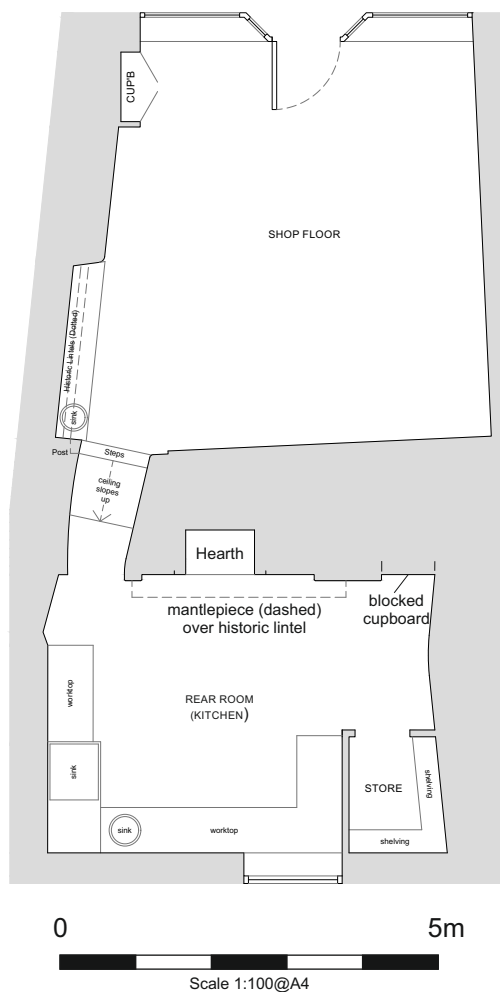 CUP'B
SHOP FLOOR
Historic Lintels (Dotted)
sink
Post
Steps
ceiling
slopes
up
Hearth
mantlepiece (dashed)
over historic lintel
blocked
cupboard
worktop
REAR ROOM
(KITCHEN)
sink
STORE
shelving
sink
worktop
shelving
0
5m
Scale 1:100@A4